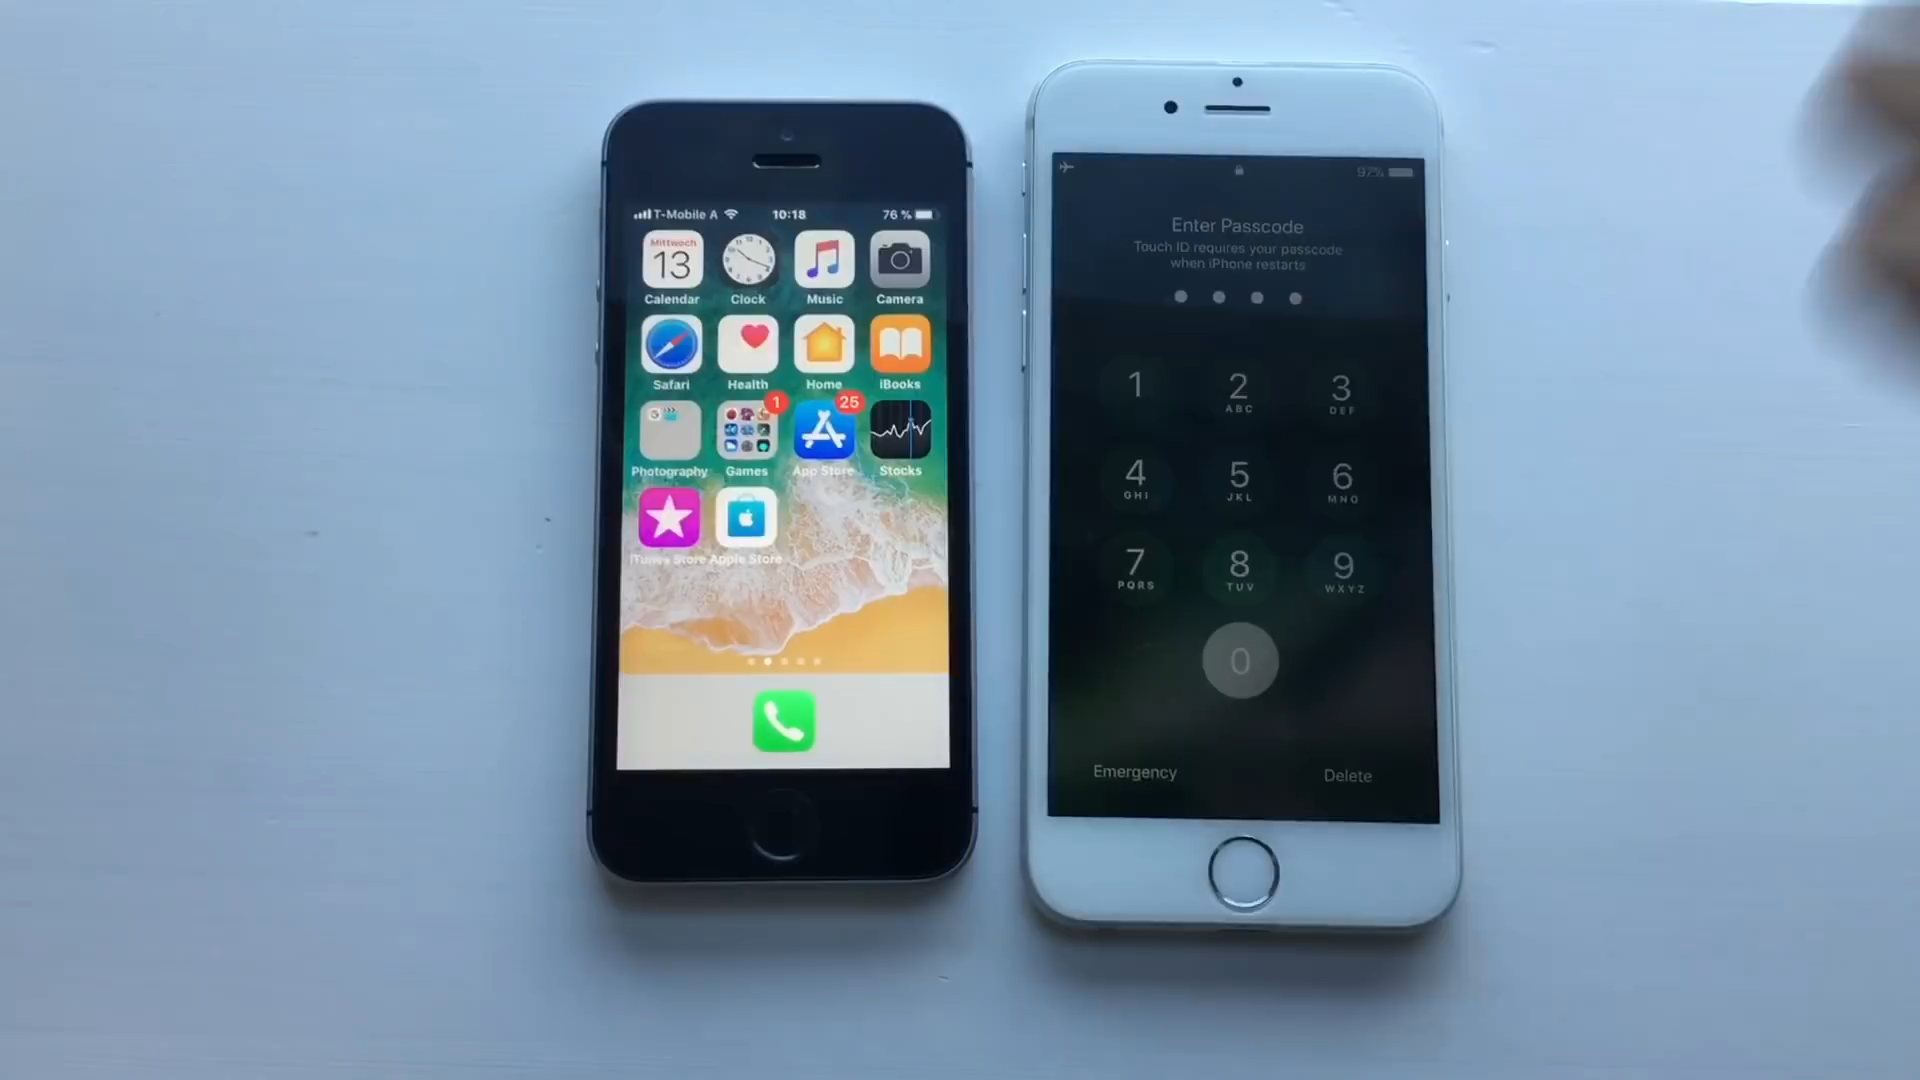 T-Mobile A 10:18 76 %
Mittwoch
13
Calendar Clock Music Camera
Safari Health Home iBooks
1 25
Photography Games App Store Stocks
iTunes Store Apple Store
97%
Enter Passcode
Touch ID requires your passcode
when iPhone restarts
1 2 3
ABC DEF
4 5 6
GHI JKL MNO
7 8 9
PQRS TUV WXYZ
0
Emergency Delete